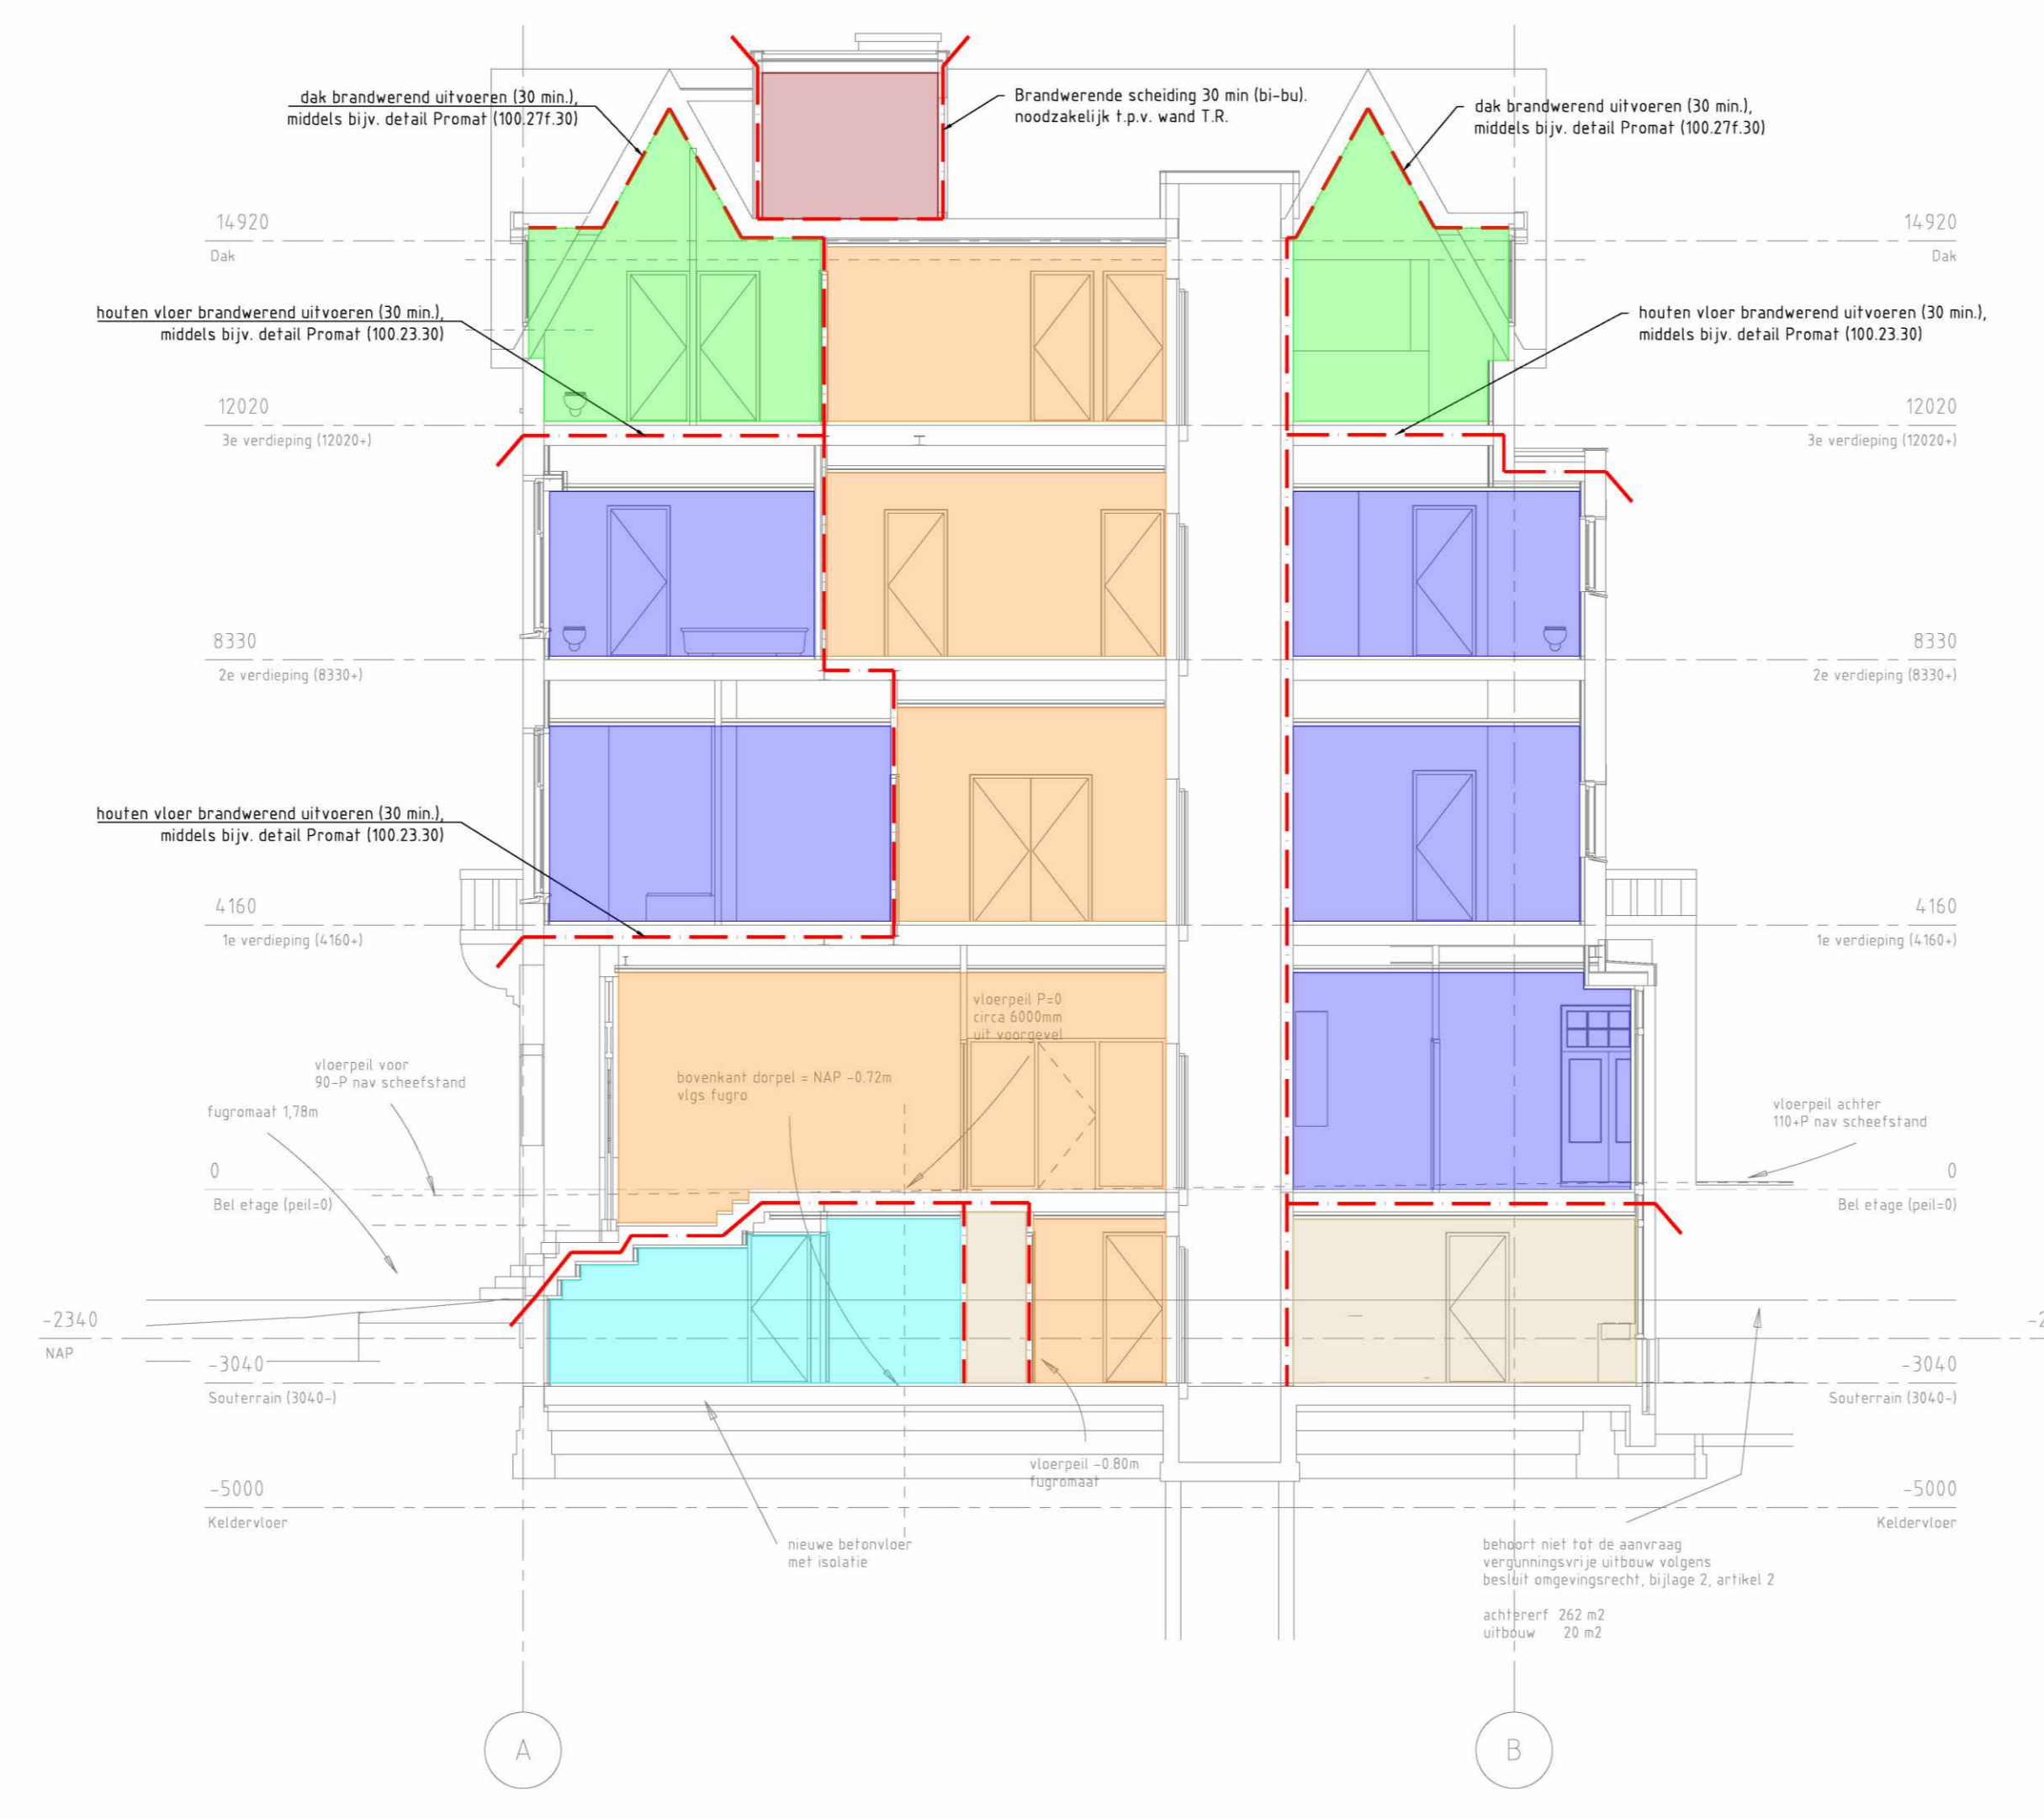 dak brandwerend uitvoeren (30 min.),
middels bijv. detail Promat (100.27f.30)
Brandwerende scheiding 30 min (bi-bu).
noodzakelijk t.p.v. wand T.R.
dak brandwerend uitvoeren (30 min.),
middels bijv. detail Promat (100.27f.30)
14920
Dak
14920
Dak
houten vloer brandwerend uitvoeren (30 min.),
middels bijv. detail Promat (100.23.30)
houten vloer brandwerend uitvoeren (30 min.),
middels bijv. detail Promat (100.23.30)
12020
3e verdieping (12020+)
12020
3e verdieping (12020+)
8330
2e verdieping (8330+)
8330
2e verdieping (8330+)
houten vloer brandwerend uitvoeren (30 min.),
middels bijv. detail Promat (100.23.30)
4160
1e verdieping (4160+)
4160
1e verdieping (4160+)
vloerpeil P=0
circa 6000mm
uit voorgevel
vloerpeil voor
90-P nav scheefstand
bovenkant dorpel = NAP -0.72m
vlgs fugro
fugromaat 1,78m
vloerpeil achter
110+P nav scheefstand
0
Bel etage (peil=0)
0
Bel etage (peil=0)
-2340
NAP
-2
-3040
Souterrain (3040-)
-3040
Souterrain (3040-)
vloerpeil -0.80m
fugromaat
-5000
Keldervloer
-5000
Keldervloer
nieuwe betonvloer
met isolatie
behoort niet tot de aanvraag
vergunningsvrije uitbouw volgens
besluit omgevingsrecht, bijlage 2, artikel 2
achtererf 262 m2
uitbouw 20 m2
A
B